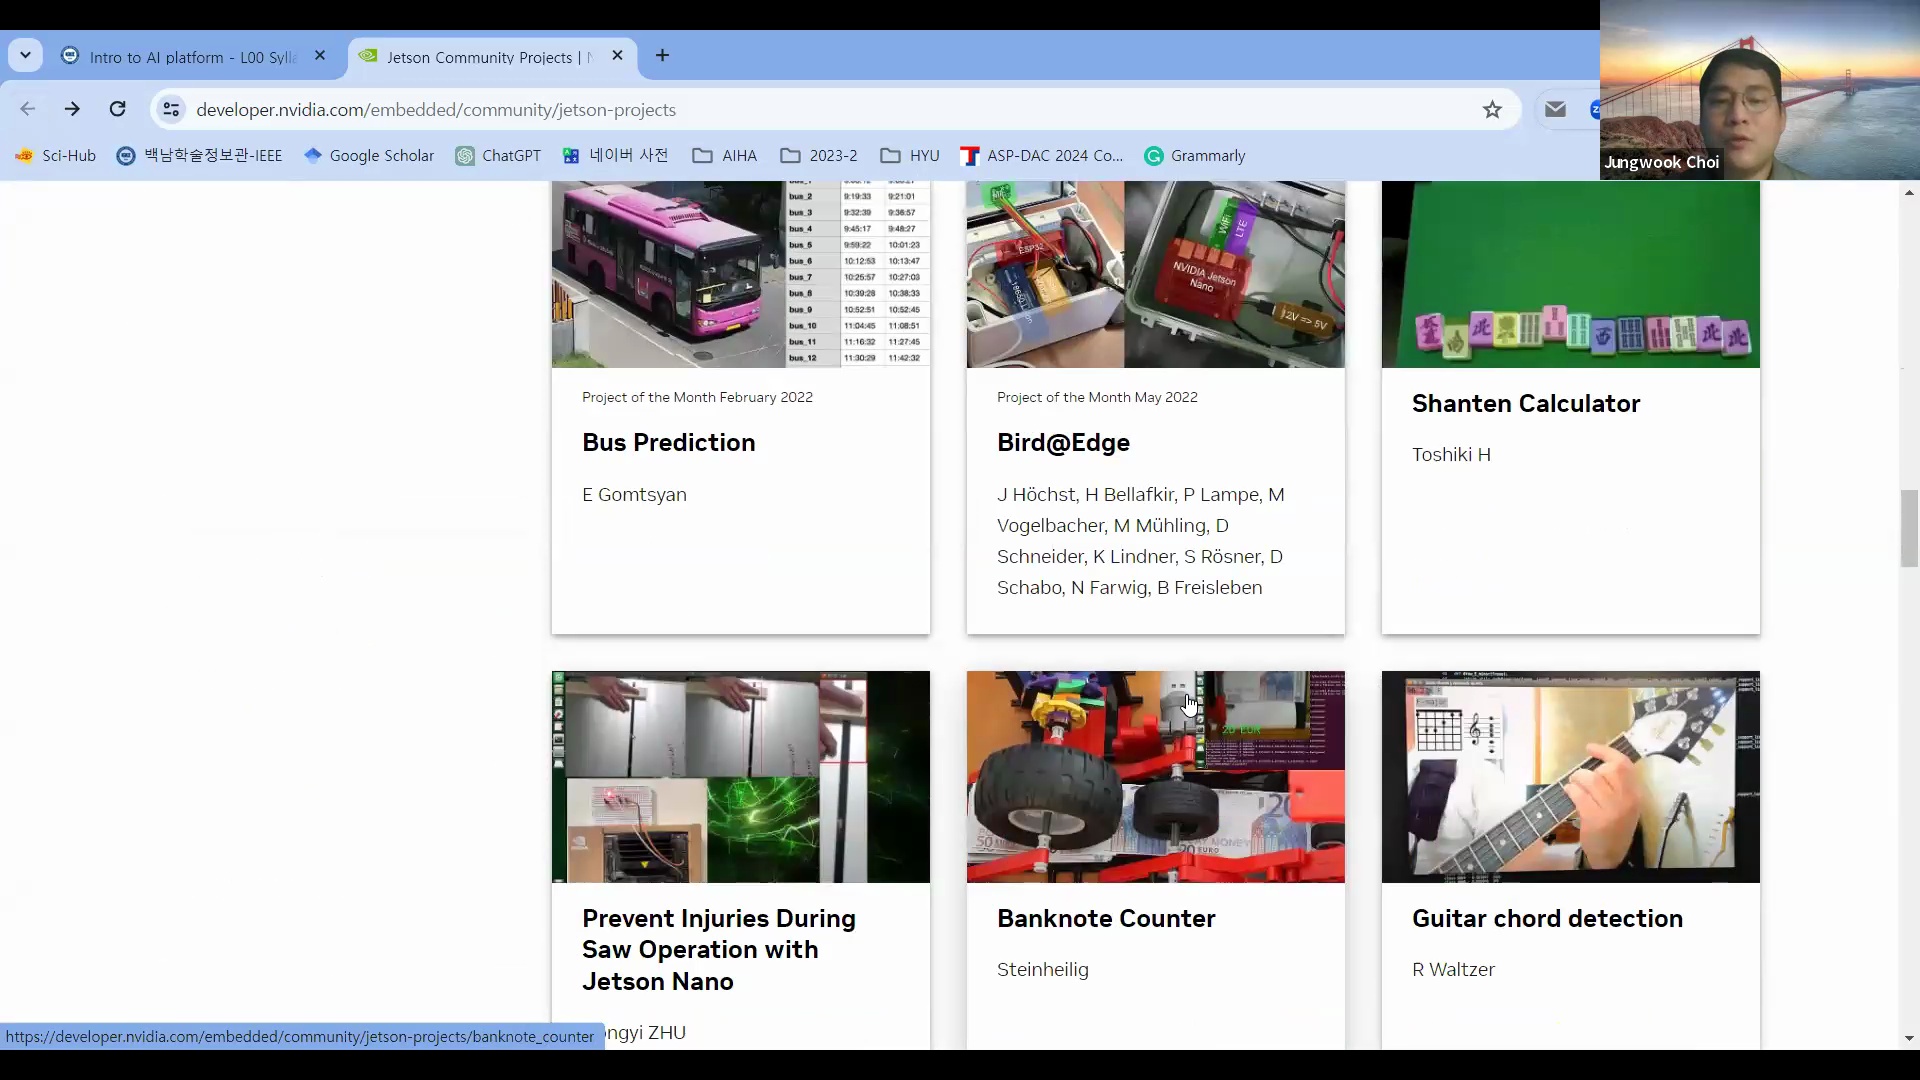 Intro to AI platform - L00 Sylla
Jetson Community Projects | N
developer.nvidia.com/embedded/community/jetson-projects
Sci-Hub
백남학술정보관-IEEE
Google Scholar
ChatGPT
네이버 사전
AIHA
2023-2
HYU
ASP-DAC 2024 Co...
Grammarly
Jungwook Choi
bus_2 9:19:33 9:21:01
bus_3 9:32:39 9:36:57
bus_4 9:45:17 9:48:27
bus_5 9:59:22 10:01:23
bus_6 10:12:53 10:13:47
bus_7 10:25:57 10:27:03
bus_8 10:39:28 10:38:33
bus_9 10:52:51 10:52:45
bus_10 11:04:45 11:08:51
bus_11 11:16:32 11:27:45
bus_12 11:30:29 11:42:32
ESP32
WiFi
LTE
NVIDIA Jetson
Nano
12V => 5V
Project of the Month February 2022
Bus Prediction
E Gomtsyan
Project of the Month May 2022
Bird@Edge
J Höchst, H Bellafkir, P Lampe, M
Vogelbacher, M Mühling, D
Schneider, K Lindner, S Rösner, D
Schabo, N Farwig, B Freisleben
Shanten Calculator
Toshiki H
20 EUR
20 EURO
Prevent Injuries During
Saw Operation with
Jetson Nano
ongyi ZHU
Banknote Counter
Steinheilig
Guitar chord detection
R Waltzer
https://developer.nvidia.com/embedded/community/jetson-projects/banknote_counter